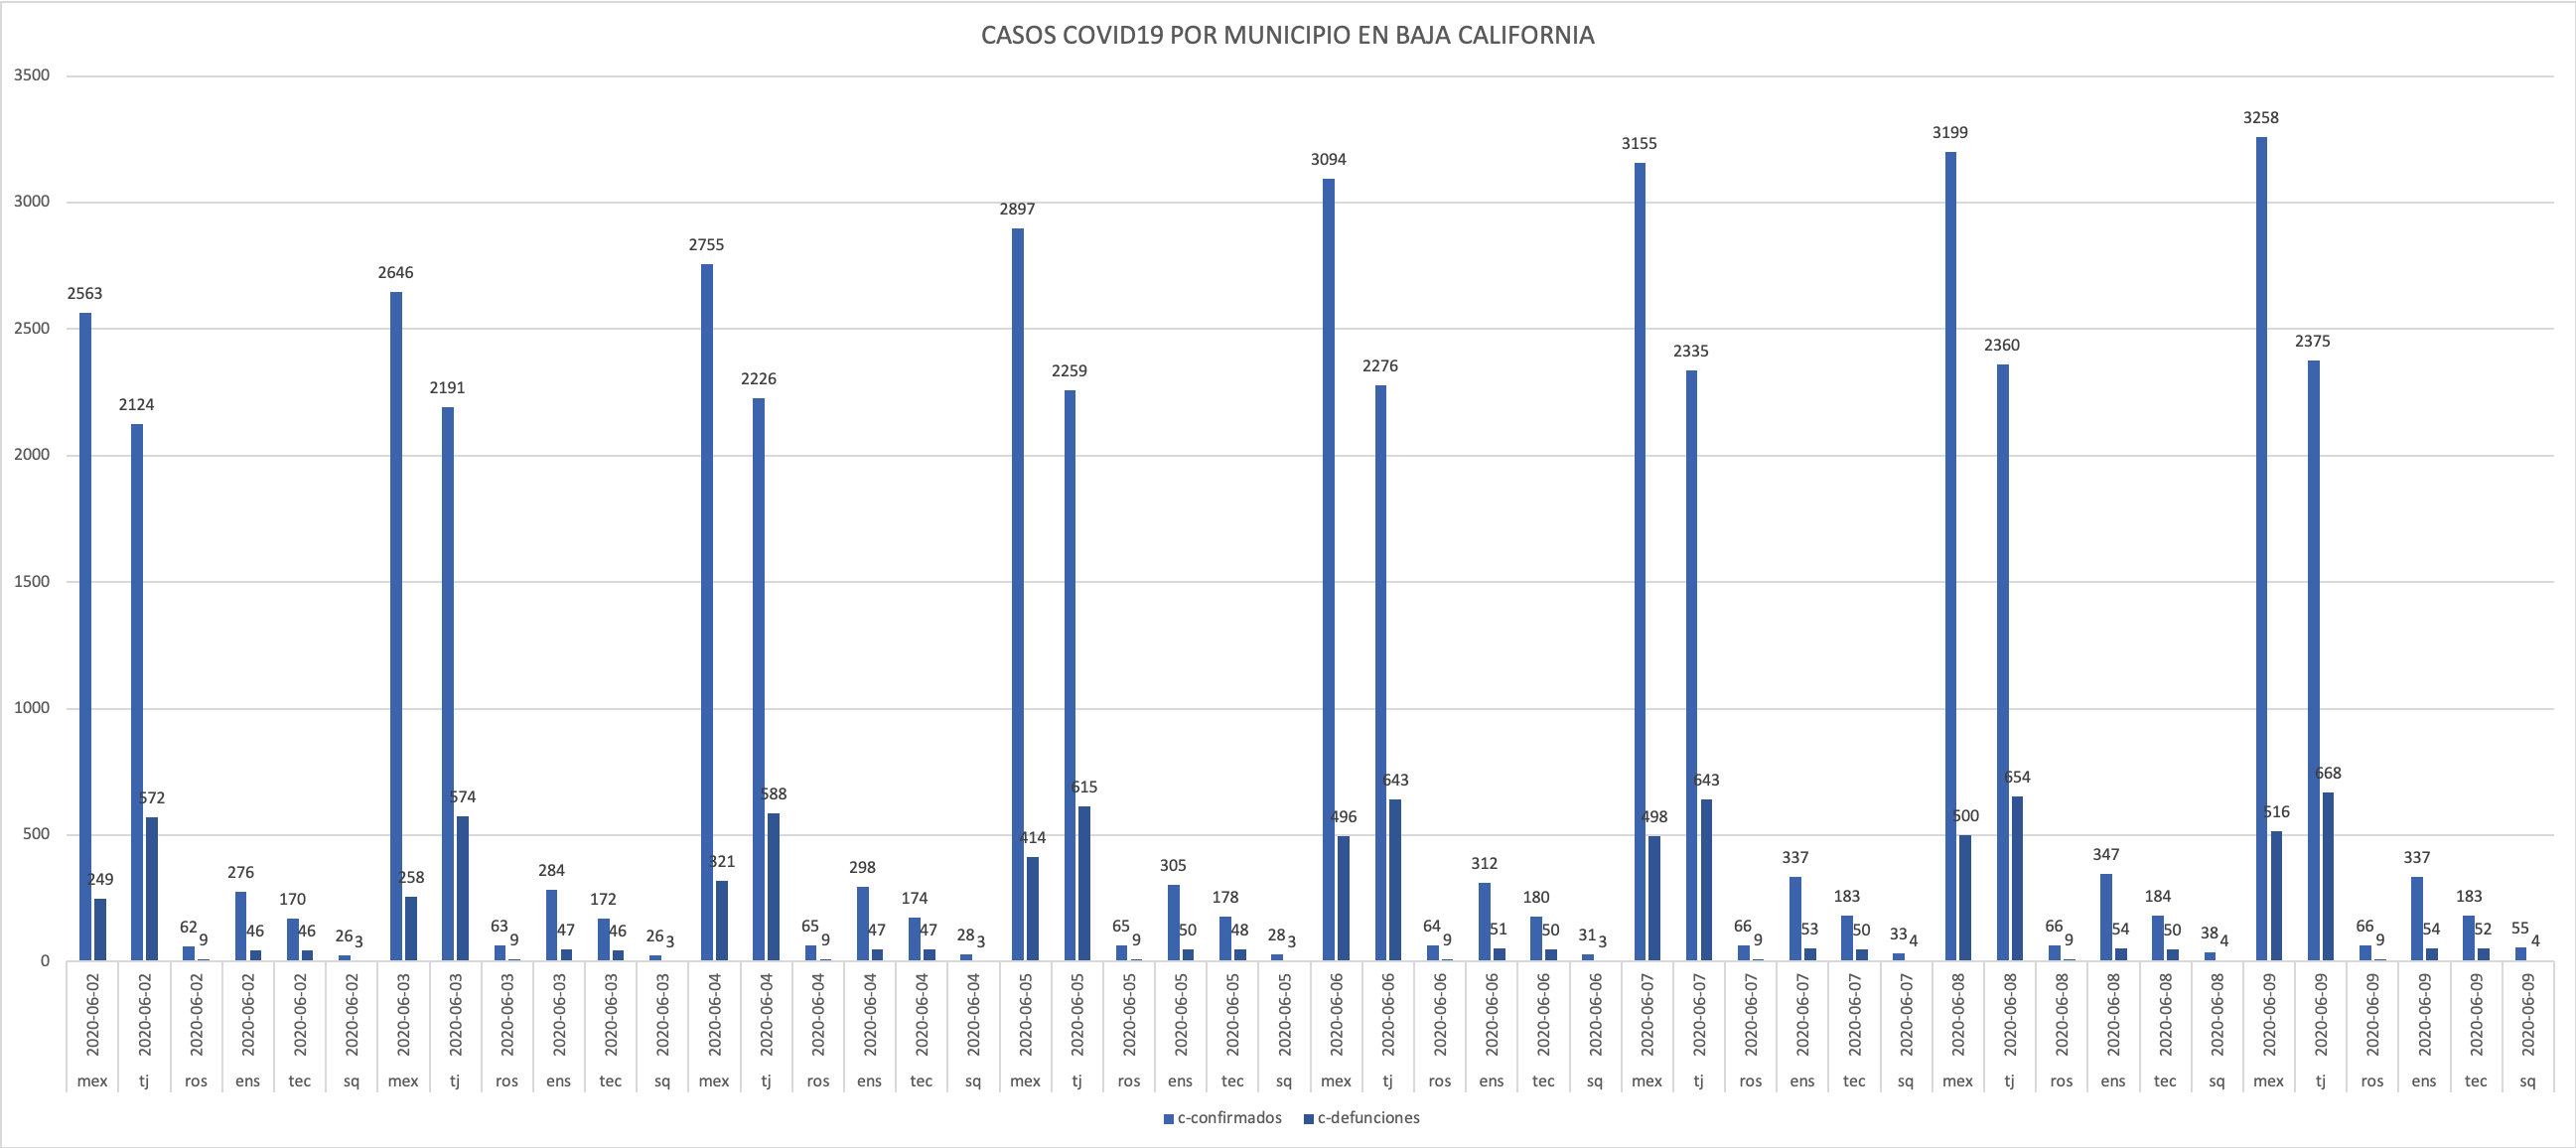 CASOS COVID19 POR MUNICIPIO EN BAJA CALIFORNIA
3500
3000
2500
2000
1500
1000
500
0
2563 249 2124 572 62 9 276 46 170 46 26 3
2646 258 2191 574 63 9 284 47 172 46 26 3
2755 321 2226 588 65 9 298 47 174 47 28 3
2897 414 2259 615 65 9 305 50 178 48 28 3
3094 496 2276 643 64 9 312 51 180 50 31 3
3155 498 2335 643 66 9 337 53 183 50 33 4
3199 500 2360 654 66 9 347 54 184 50 38 4
3258 516 2375 668 66 9 337 54 183 52 55 4
2020-06-02 2020-06-02 2020-06-02 2020-06-02 2020-06-02 2020-06-02 2020-06-03 2020-06-03 2020-06-03 2020-06-03 2020-06-03 2020-06-03 2020-06-04 2020-06-04 2020-06-04 2020-06-04 2020-06-04 2020-06-04 2020-06-05 2020-06-05 2020-06-05 2020-06-05 2020-06-05 2020-06-05 2020-06-06 2020-06-06 2020-06-06 2020-06-06 2020-06-06 2020-06-06 2020-06-07 2020-06-07 2020-06-07 2020-06-07 2020-06-07 2020-06-07 2020-06-08 2020-06-08 2020-06-08 2020-06-08 2020-06-08 2020-06-08 2020-06-09 2020-06-09 2020-06-09 2020-06-09 2020-06-09 2020-06-09
mex tj ros ens tec sq mex tj ros ens tec sq mex tj ros ens tec sq mex tj ros ens tec sq mex tj ros ens tec sq mex tj ros ens tec sq mex tj ros ens tec sq mex tj ros ens tec sq
c-confirmados c-defunciones